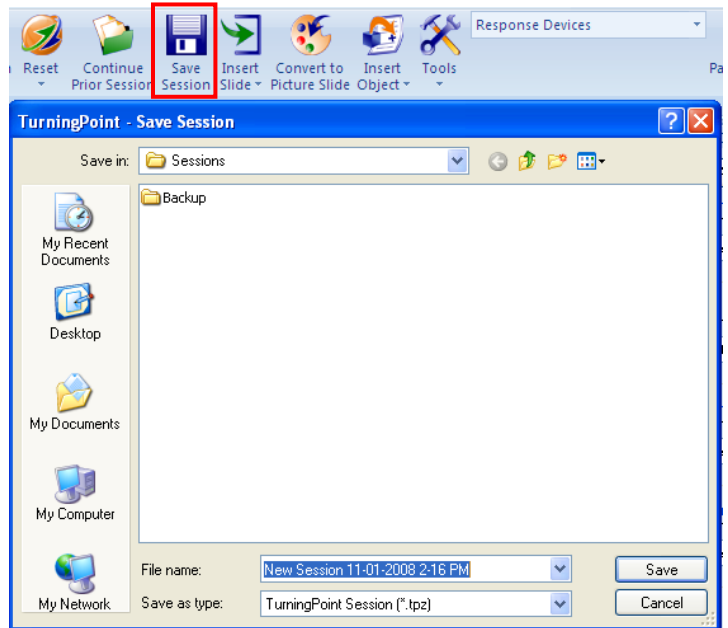 Response Devices
Reset Continue Save Insert Convert to Insert Tools
Prior Session Session Slide Picture Slide Object
Pa
TurningPoint - Save Session
Save in: Sessions
Backup
My Recent
Documents
Desktop
My Documents
My Computer
My Network
File name: New Session 11-01-2008 2-16 PM Save
Save as type: TurningPoint Session (*.tpz) Cancel